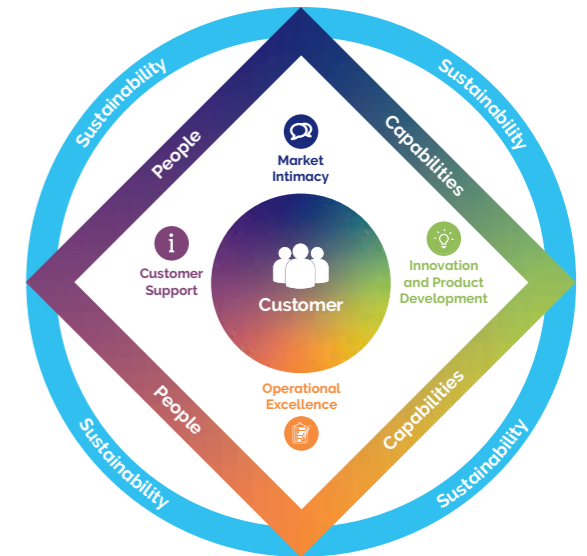 Sustainability
Sustainability
People
Capabilities
Market
Intimacy
Customer
Support
Innovation
and Product
Development
Customer
Operational
Excellence
People
Capabilities
Sustainability
Sustainability